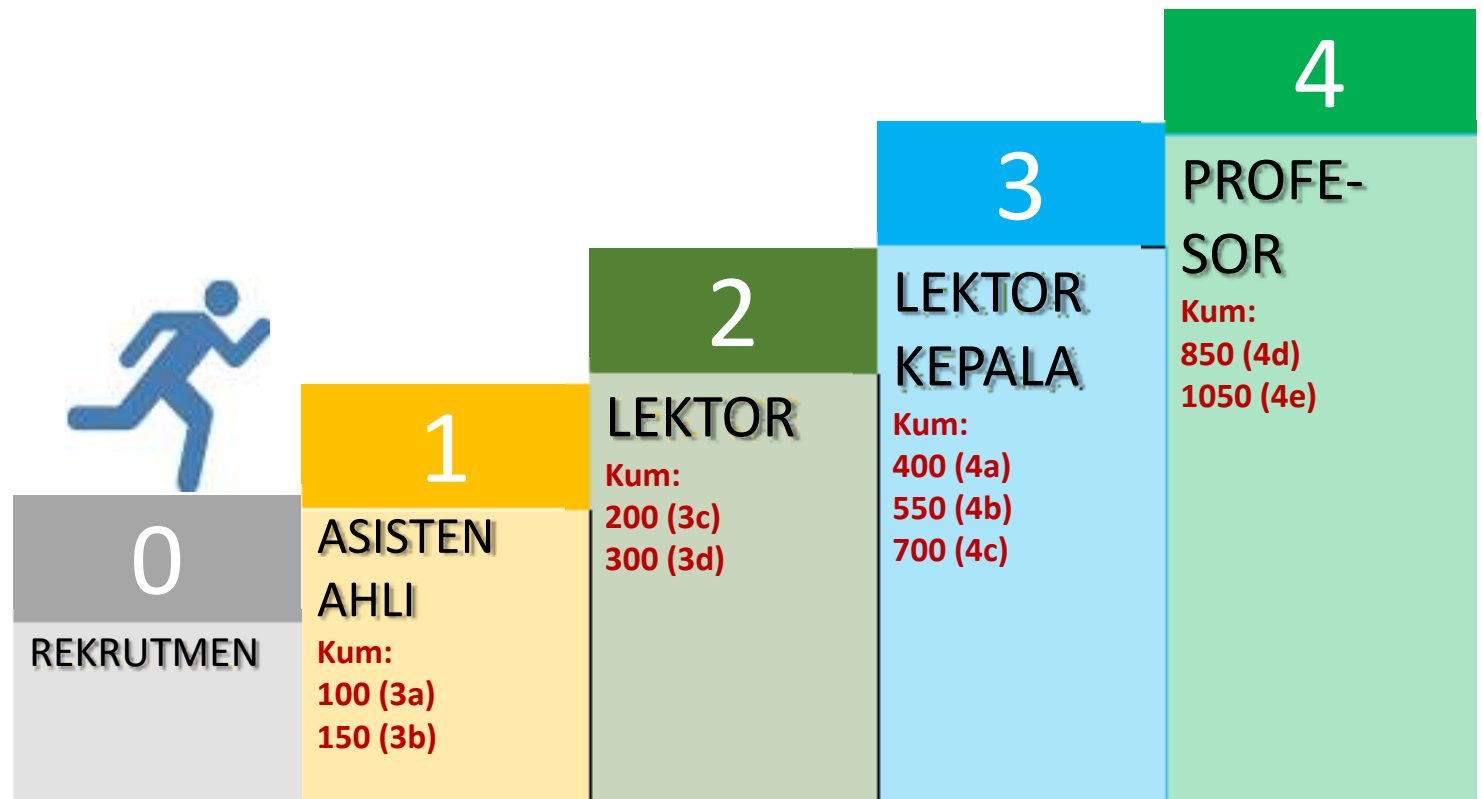 0
REKRUTMEN
1
ASISTEN
AHLI
Kum:
100 (3a)
150 (3b)
2
LEKTOR
Kum:
200 (3c)
300 (3d)
3
LEKTOR
KEPALA
Kum:
400 (4a)
550 (4b)
700 (4c)
4
PROFE-
SOR
Kum:
850 (4d)
1050 (4e)